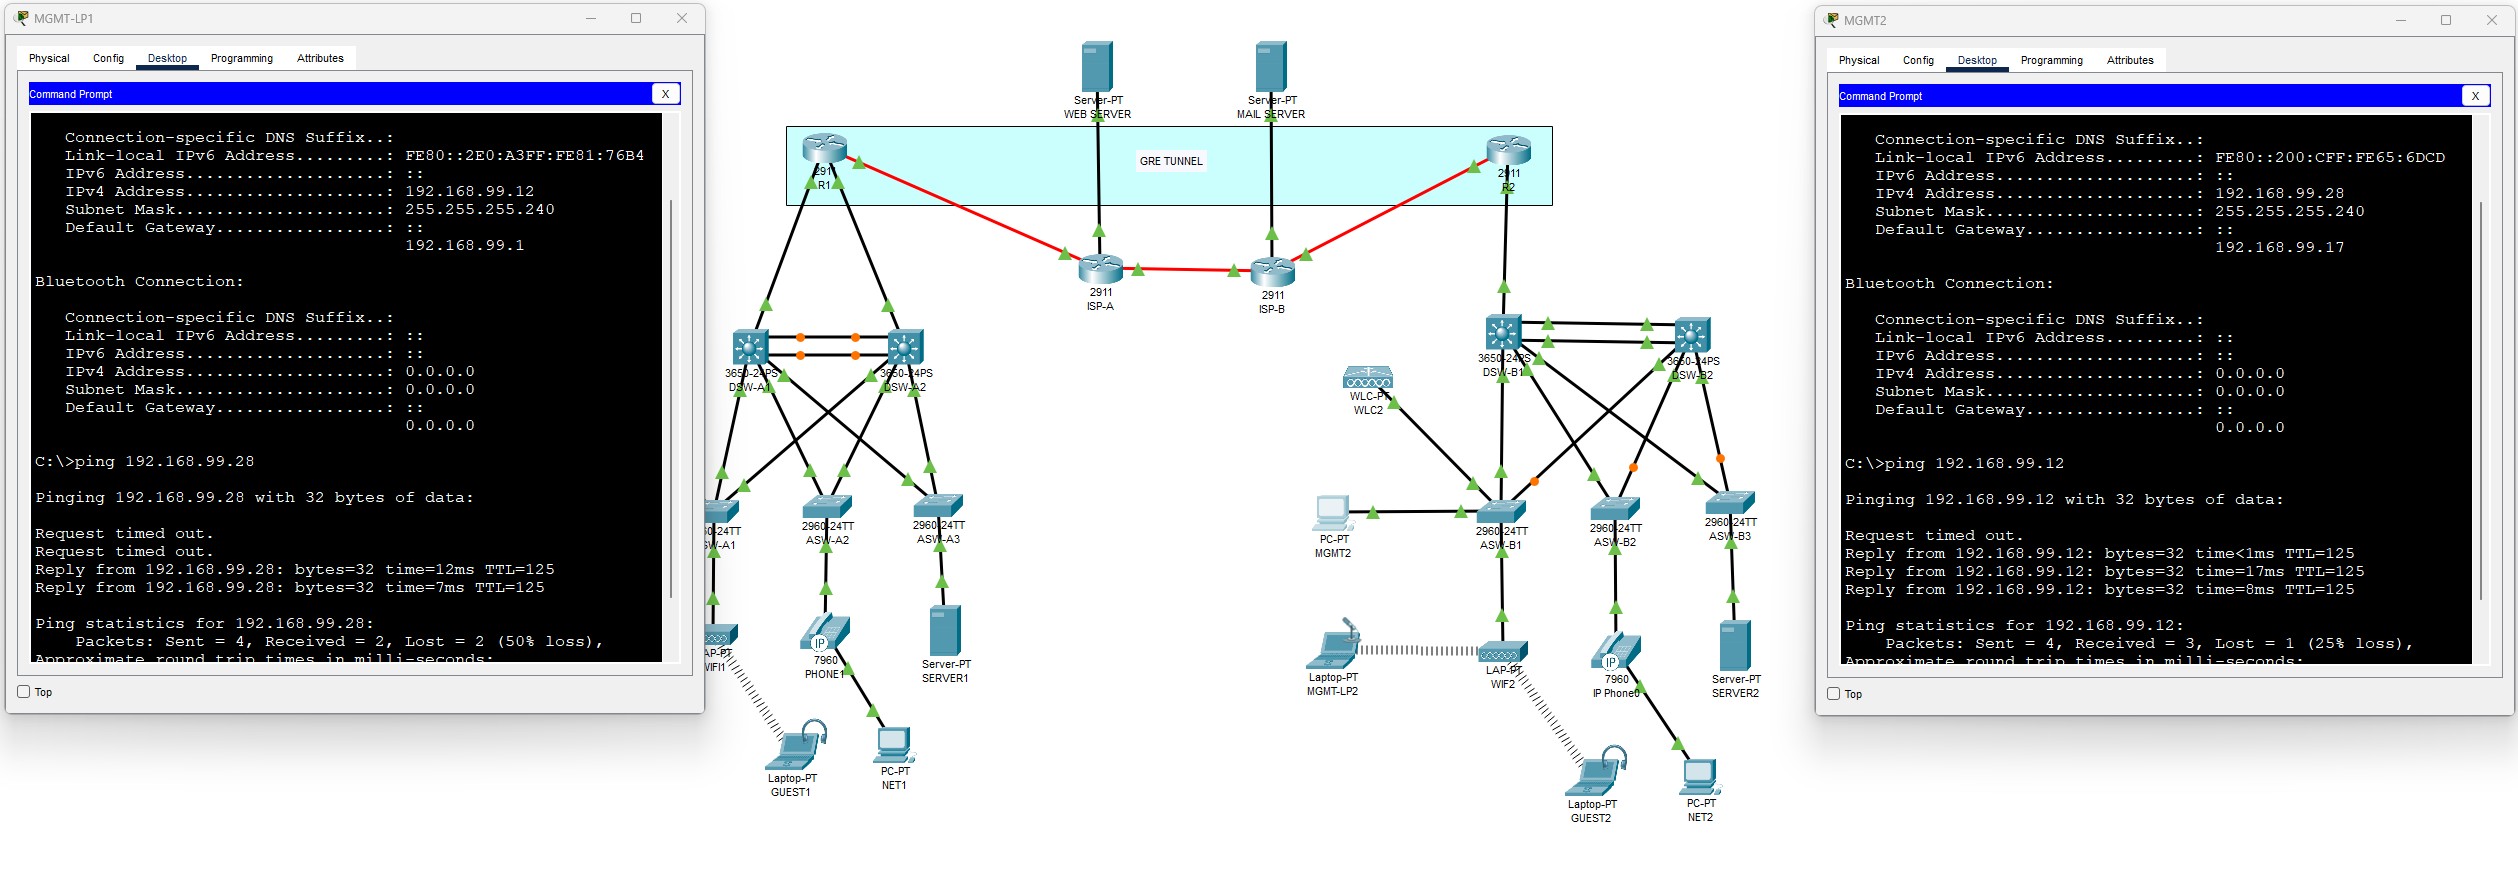 MGMT-LP1
Physical Config Desktop Programming Attributes
Command Prompt X
Connection-specific DNS Suffix..:
Link-local IPv6 Address.........: FE80::2E0:A3FF:FE81:76B4
IPv6 Address....................: ::
IPv4 Address....................: 192.168.99.12
Subnet Mask.....................: 255.255.255.240
Default Gateway.................: ::
192.168.99.1
Bluetooth Connection:
Connection-specific DNS Suffix..:
Link-local IPv6 Address.........: ::
IPv6 Address....................: ::
IPv4 Address....................: 0.0.0.0
Subnet Mask.....................: 0.0.0.0
Default Gateway.................: ::
0.0.0.0
C:\>ping 192.168.99.28
Pinging 192.168.99.28 with 32 bytes of data:
Request timed out.
Request timed out.
Reply from 192.168.99.28: bytes=32 time=12ms TTL=125
Reply from 192.168.99.28: bytes=32 time=7ms TTL=125
Ping statistics for 192.168.99.28:
Packets: Sent = 4, Received = 2, Lost = 2 (50% loss),
Approximate round trip times in milli-seconds:
Top
Server-PT
WEB SERVER
Server-PT
MAIL SERVER
GRE TUNNEL
291
R1
2911
R2
2911
ISP-A
2911
ISP-B
3650-24PS
DSW-A1
3650-24PS
DSW-A2
3650-24PS
DSW-B1
3650-24PS
DSW-B2
WLC-PT
WLC2
60-24TT
SW-A1
2960-24TT
ASW-A2
2960-24TT
ASW-A3
PC-PT
MGMT2
2960-24TT
ASW-B1
2960-24TT
ASW-B2
2960-24TT
ASW-B3
AP-PT
WIFI1
IP
7960
PHONE1
Server-PT
SERVER1
Laptop-PT
MGMT-LP2
LAP-PT
WIF2
IP
7960
IP Phone0
Server-PT
SERVER2
Laptop-PT
GUEST1
PC-PT
NET1
Laptop-PT
GUEST2
PC-PT
NET2
MGMT2
Physical Config Desktop Programming Attributes
Command Prompt X
Connection-specific DNS Suffix..:
Link-local IPv6 Address.........: FE80::200:CFF:FE65:6DCD
IPv6 Address....................: ::
IPv4 Address....................: 192.168.99.28
Subnet Mask.....................: 255.255.255.240
Default Gateway.................: ::
192.168.99.17
Bluetooth Connection:
Connection-specific DNS Suffix..:
Link-local IPv6 Address.........: ::
IPv6 Address....................: ::
IPv4 Address....................: 0.0.0.0
Subnet Mask.....................: 0.0.0.0
Default Gateway.................: ::
0.0.0.0
C:\>ping 192.168.99.12
Pinging 192.168.99.12 with 32 bytes of data:
Request timed out.
Reply from 192.168.99.12: bytes=32 time<1ms TTL=125
Reply from 192.168.99.12: bytes=32 time=17ms TTL=125
Reply from 192.168.99.12: bytes=32 time=8ms TTL=125
Ping statistics for 192.168.99.12:
Packets: Sent = 4, Received = 3, Lost = 1 (25% loss),
Approximate round trip times in milli-seconds:
Top